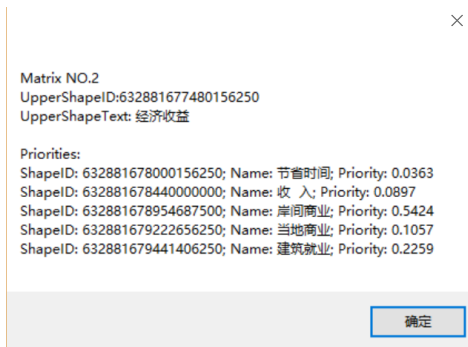 Matrix NO.2
UpperShapeID:632881677480156250
UpperShapeText: 经济收益
Priorities:
ShapeID: 632881678000156250; Name: 节省时间; Priority: 0.0363
ShapeID: 632881678440000000; Name: 收  入; Priority: 0.0897
ShapeID: 632881678954687500; Name: 岸间商业; Priority: 0.5424
ShapeID: 632881679222656250; Name: 当地商业; Priority: 0.1057
ShapeID: 632881679441406250; Name: 建筑就业; Priority: 0.2259
确定